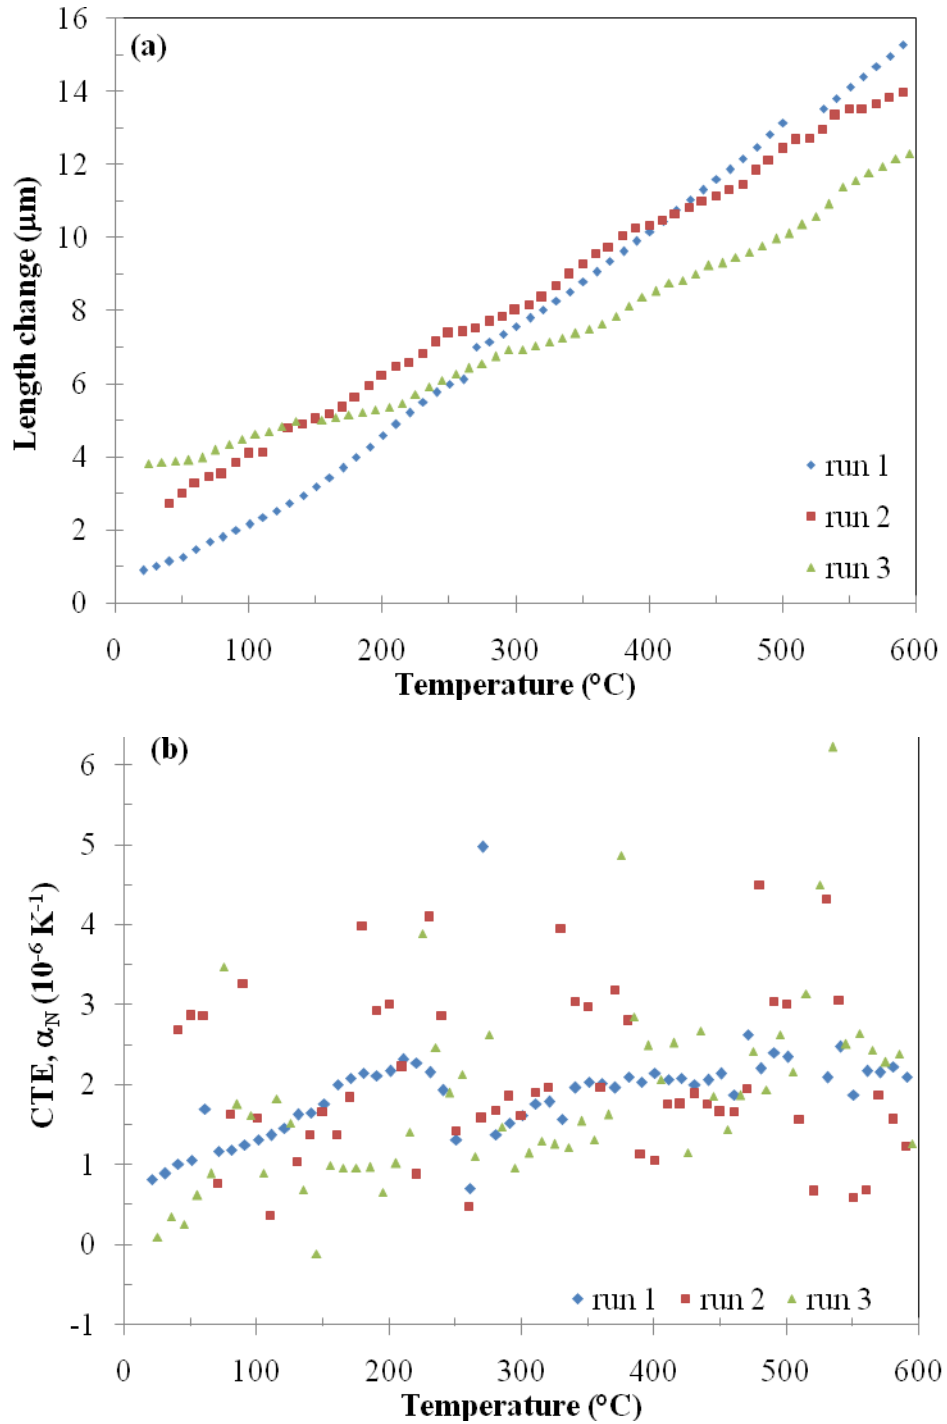 (a)
16
14
12
10
8
6
4
2
0
Length change (μm)
run 1
run 2
run 3
0 100 200 300 400 500 600
Temperature (°C)
(b)
6
5
4
3
2
1
0
-1
CTE, αN (10-6 K-1)
run 1 run 2 run 3
0 100 200 300 400 500 600
Temperature (°C)